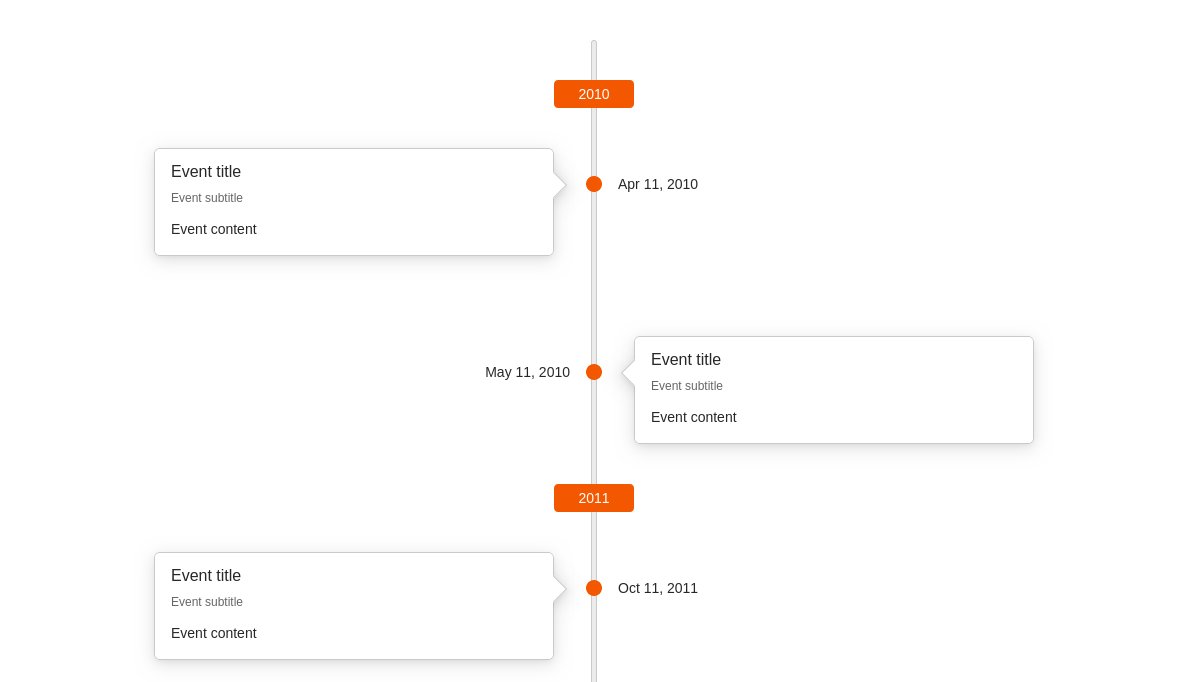 2010
Event title
Event subtitle
Event content
Apr 11, 2010
May 11, 2010
Event title
Event subtitle
Event content
2011
Event title
Event subtitle
Event content
Oct 11, 2011